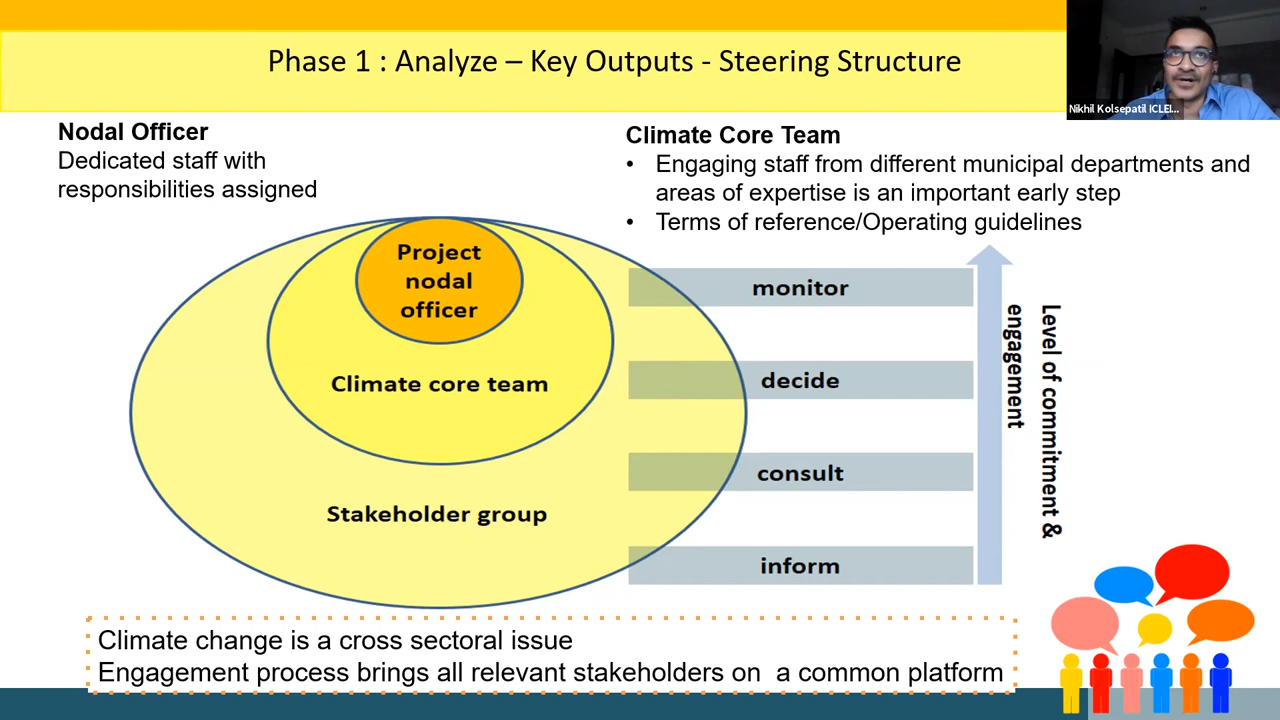 Phase 1 : Analyze – Key Outputs - Steering Structure
Nikhil Kolsepatil ICLEI...
Nodal Officer
Dedicated staff with
responsibilities assigned
Climate Core Team
• Engaging staff from different municipal departments and
areas of expertise is an important early step
• Terms of reference/Operating guidelines
Project
nodal
officer
Climate core team
Stakeholder group
monitor
decide
consult
inform
Level of commitment &
engagement
Climate change is a cross sectoral issue
Engagement process brings all relevant stakeholders on  a common platform